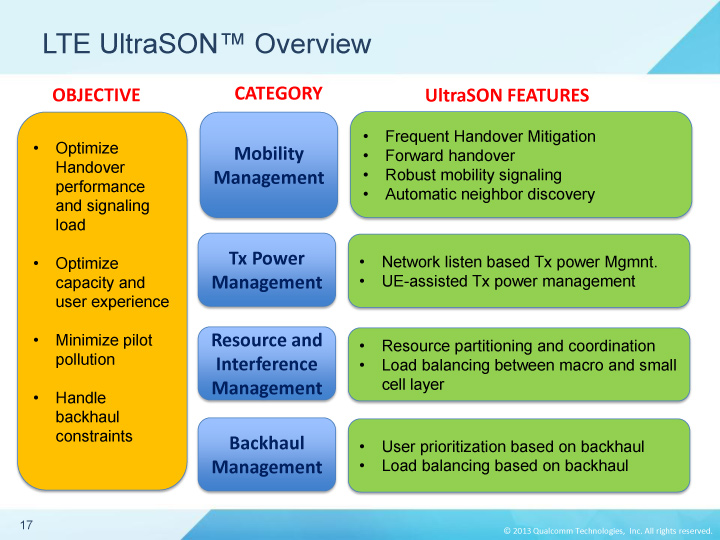 LTE UltraSON™ Overview
OBJECTIVE
CATEGORY
UltraSON FEATURES
• Optimize
Handover
performance
and signaling
load
• Optimize
capacity and
user experience
• Minimize pilot
pollution
• Handle
backhaul
constraints
Mobility
Management
• Frequent Handover Mitigation
• Forward handover
• Robust mobility signaling
• Automatic neighbor discovery
Tx Power
Management
• Network listen based Tx power Mgmnt.
• UE-assisted Tx power management
Resource and
Interference
Management
• Resource partitioning and coordination
• Load balancing between macro and small
cell layer
Backhaul
Management
• User prioritization based on backhaul
• Load balancing based on backhaul
17
© 2013 Qualcomm Technologies, Inc. All rights reserved.